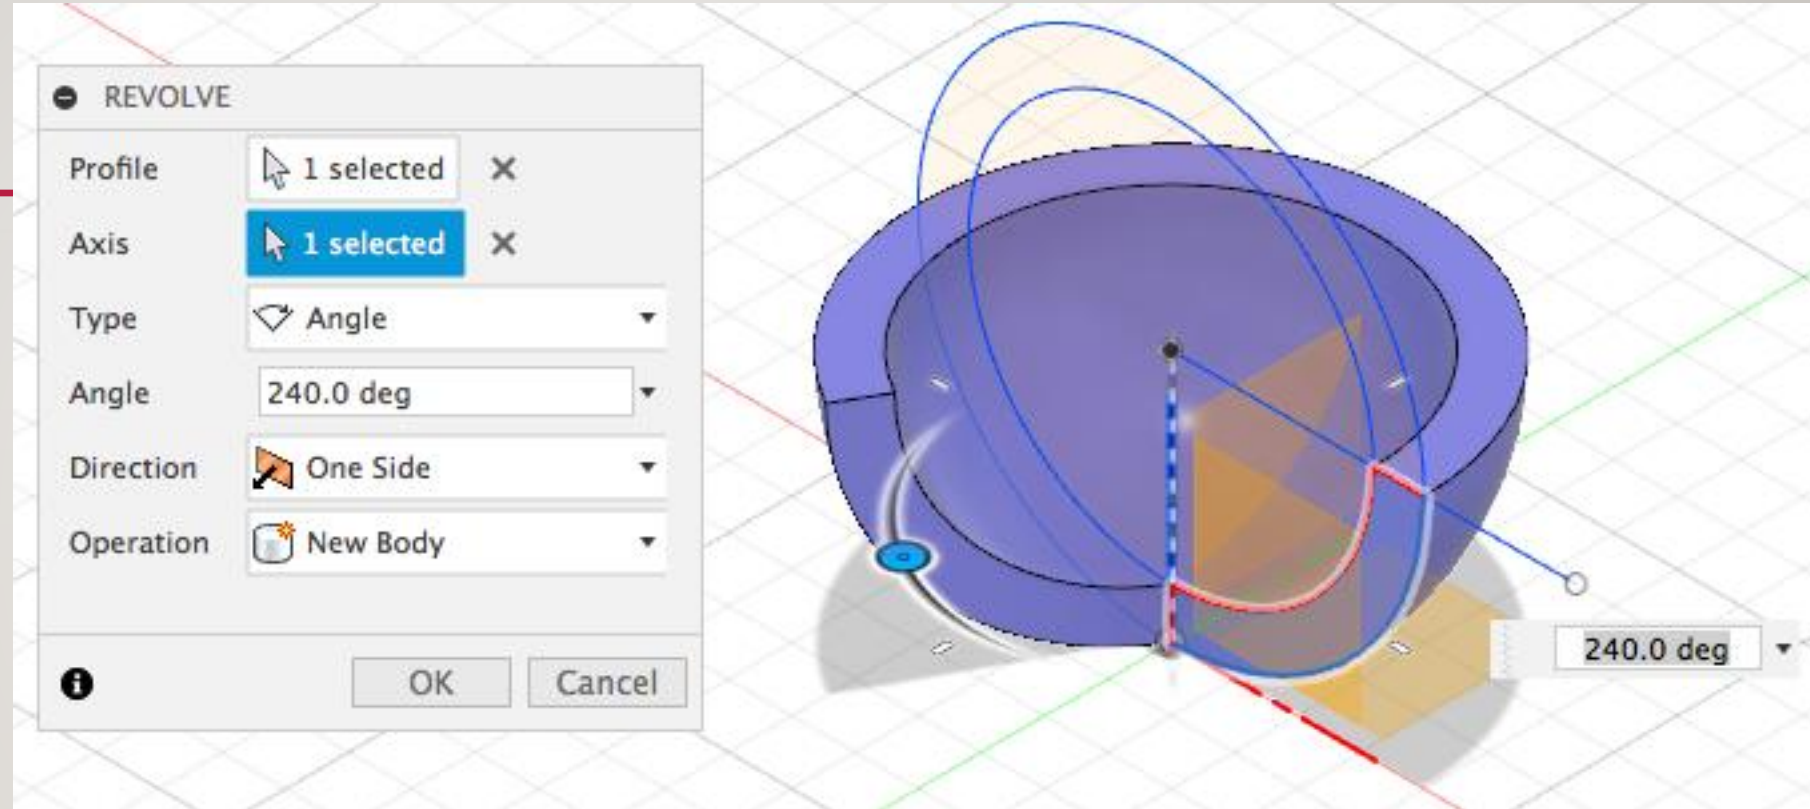 REVOLVE
Profile 1 selected
Axis 1 selected
Type Angle
Angle 240.0 deg
Direction One Side
Operation New Body
OK Cancel
240.0 deg